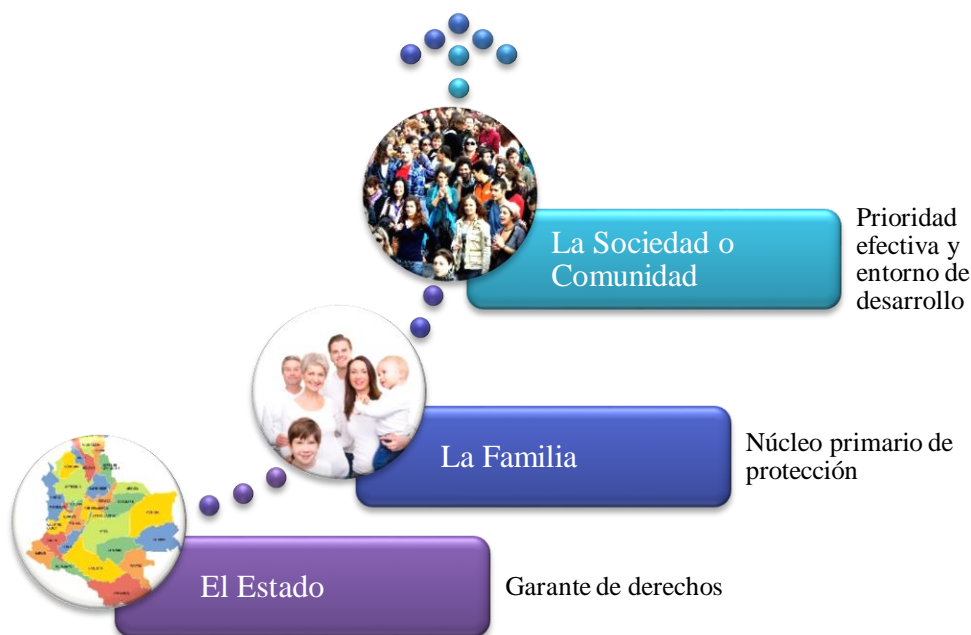 La Sociedad o
Comunidad
Prioridad
efectiva y
entorno de
desarrollo
La Familia
Núcleo primario de
protección
El Estado
Garante de derechos